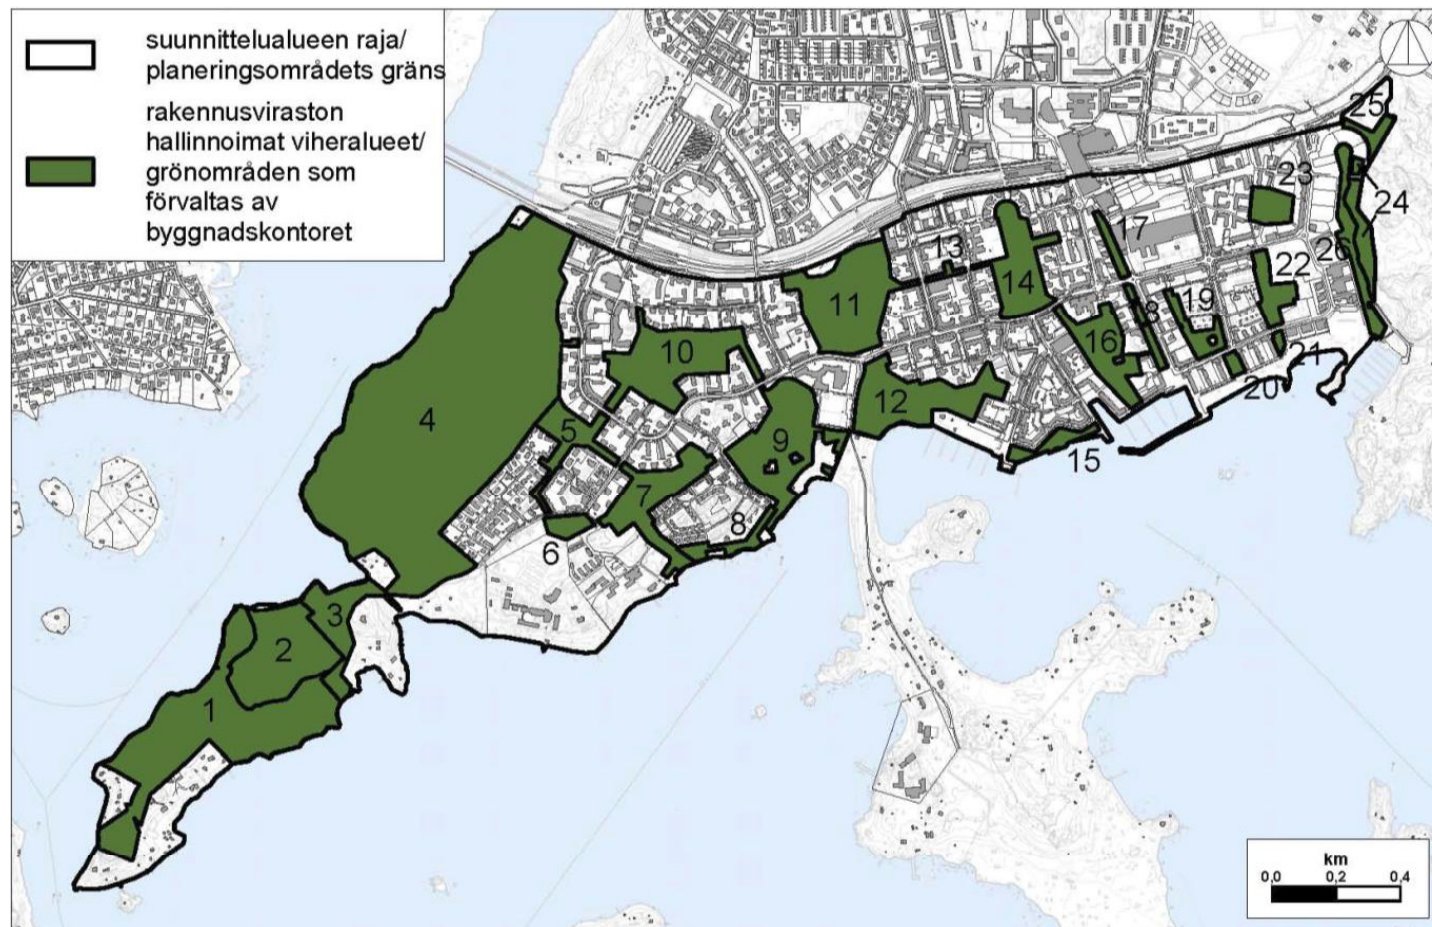 suunnittelualueen raja/
planeringsområdets gräns
rakennusviraston
hallinnoimat viheralueet/
grönområden som
förvaltas av
byggnadskontoret
25
23
24
17
13
26
22
14
11
19
18
4
16
10
21
20
12
5
9
15
7
8
6
3
2
1
km
0,0 0,2 0,4